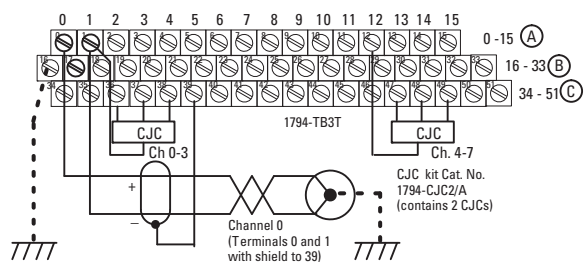 0 1 2 3 4 5 6 7 8 9 10 11 12 13 14 15
0 -15 A
16 - 33 B
34 - 51 C
1794-TB3T
CJC
CJC
Ch 0-3
Ch. 4-7
CJC kit Cat. No.
1794-CJC2/A
(contains 2 CJCs)
+
–
Channel 0
(Terminals 0 and 1
with shield to 39)